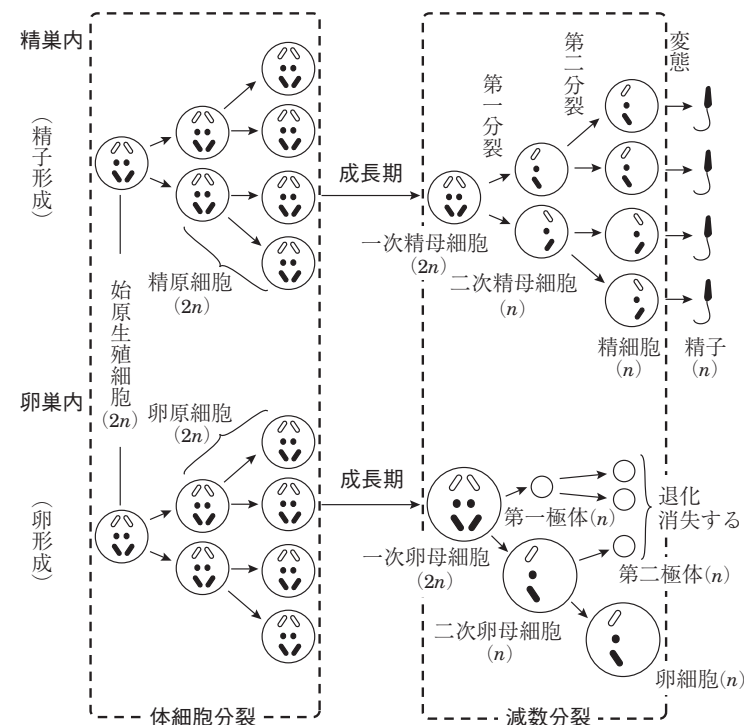 精巣内
(精子形成)
始原生殖細胞
(2n)
精原細胞
(2n)
成長期
一次精母細胞
(2n)
第一分裂
二次精母細胞
(n)
第二分裂
精細胞
(n)
変態
精子
(n)
卵巣内
(卵形成)
卵原細胞
(2n)
成長期
一次卵母細胞
(2n)
第一極体(n)
二次卵母細胞
(n)
第二極体(n)
退化
消失する
卵細胞(n)
体細胞分裂
減数分裂